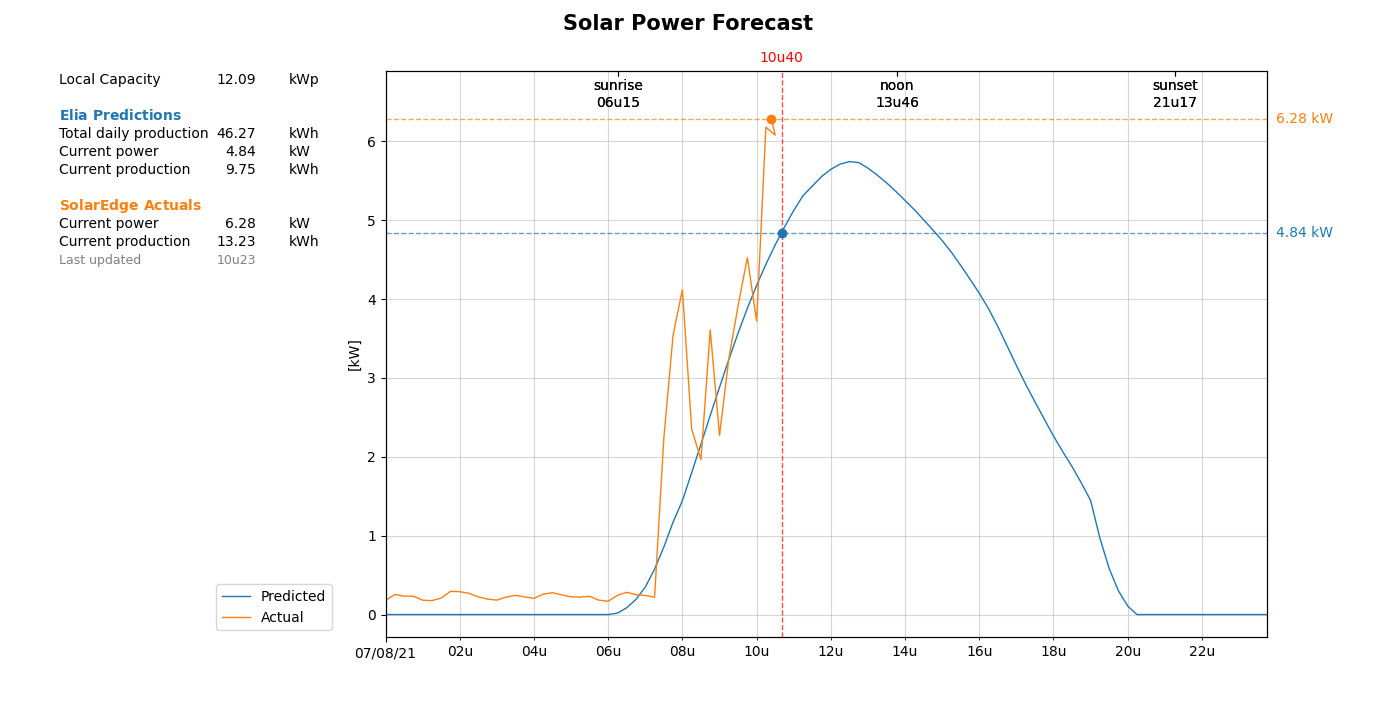 Solar Power Forecast
10u40
Local Capacity 12.09 kWp
Elia Predictions
Total daily production 46.27 kWh
Current power 4.84 kW
Current production 9.75 kWh
SolarEdge Actuals
Current power 6.28 kW
Current production 13.23 kWh
Last updated 10u23
sunrise
06u15
noon
13u46
sunset
21u17
6.28 kW
4.84 kW
[kW]
6
5
4
3
2
1
0
Predicted
Actual
07/08/21 02u 04u 06u 08u 10u 12u 14u 16u 18u 20u 22u